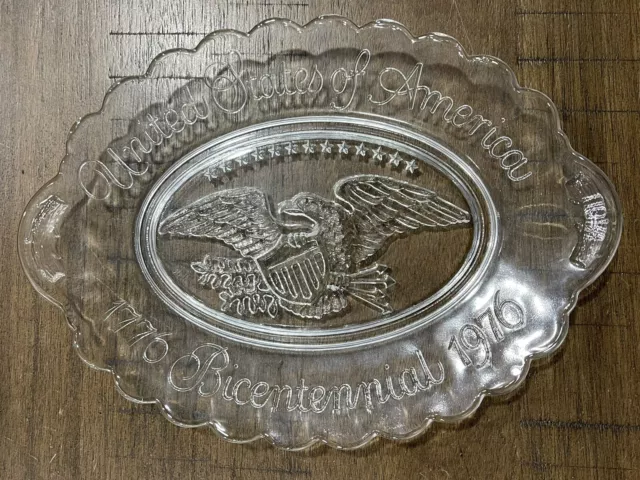 United States of America
1776 Bicentennial 1976